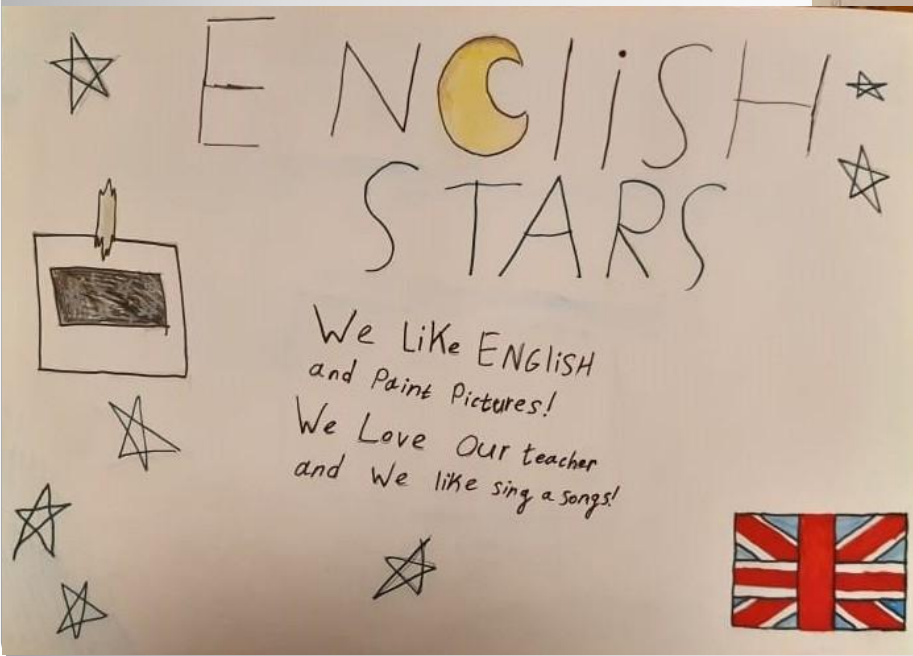 ENGliSH
STARS
We Like ENGliSH
and Paint Pictures!
We Love Our teacher
and We like sing a songs!